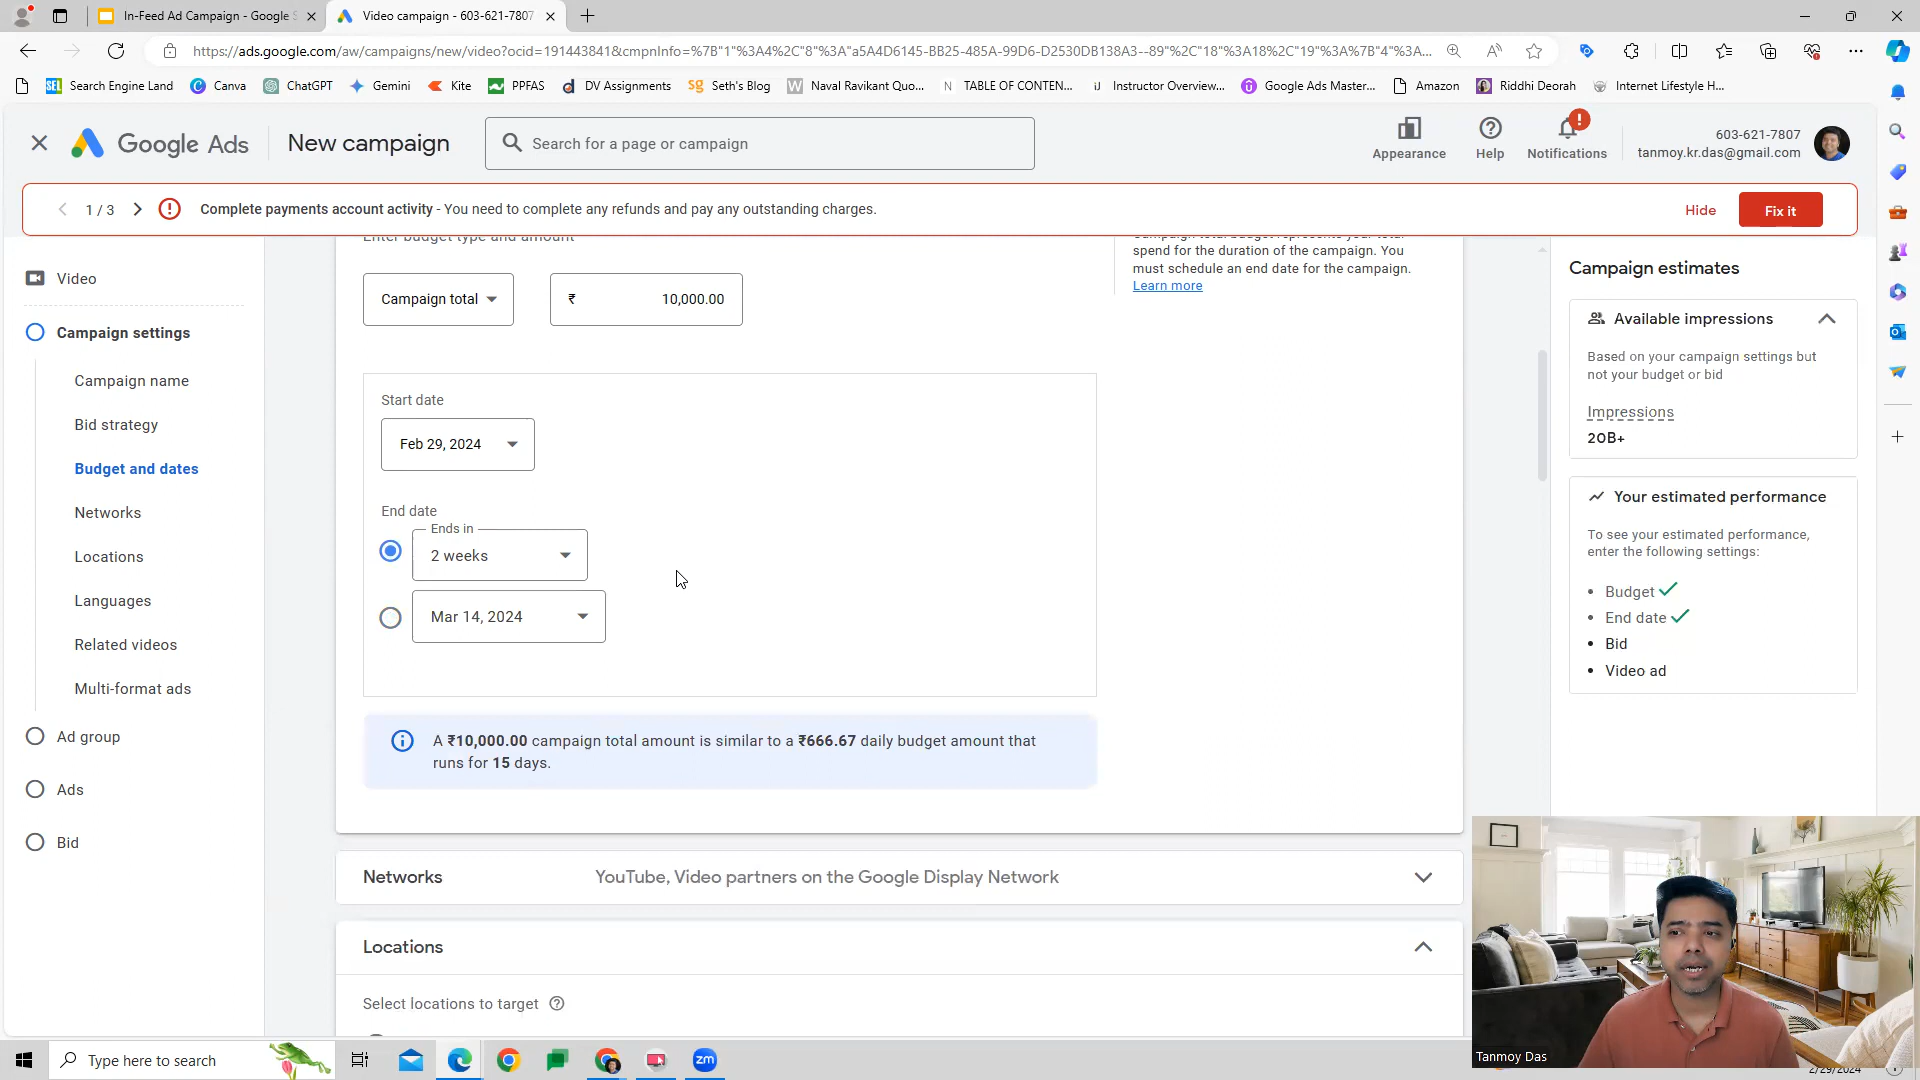 In-Feed Ad Campaign - Google S
Video campaign - 603-621-7807
https://ads.google.com/aw/campaigns/new/video?ocid=191443841&cmpnInfo=%7B"1"%3A4%2C"8"%3A"a5A4D6145-BB25-485A-99D6-D2530DB138A3--89"%2C"18"%3A18%2C"19"%3A%7B"4"%3A...
Search Engine Land
Canva
ChatGPT
Gemini
Kite
PPFAS
DV Assignments
Seth's Blog
Naval Ravikant Quo...
TABLE OF CONTEN...
Instructor Overview...
Google Ads Master...
Amazon
Riddhi Deorah
Internet Lifestyle H...
Google Ads
New campaign
Search for a page or campaign
Appearance
Help
Notifications
603-621-7807
tanmoy.kr.das@gmail.com
1 / 3
Complete payments account activity - You need to complete any refunds and pay any outstanding charges.
Hide
Fix it
Video
Campaign settings
Campaign name
Bid strategy
Budget and dates
Networks
Locations
Languages
Related videos
Multi-format ads
Ad group
Ads
Bid
Enter budget type and amount
Campaign total
₹ 10,000.00
Campaign total budget represents your total
spend for the duration of the campaign. You
must schedule an end date for the campaign.
Learn more
Start date
Feb 29, 2024
End date
Ends in
2 weeks
Mar 14, 2024
A ₹10,000.00 campaign total amount is similar to a ₹666.67 daily budget amount that
runs for 15 days.
Networks
YouTube, Video partners on the Google Display Network
Locations
Select locations to target
Campaign estimates
Available impressions
Based on your campaign settings but
not your budget or bid
Impressions
20B+
Your estimated performance
To see your estimated performance,
enter the following settings:
• Budget
• End date
• Bid
• Video ad
Tanmoy Das
Type here to search
zm
2/29/2024